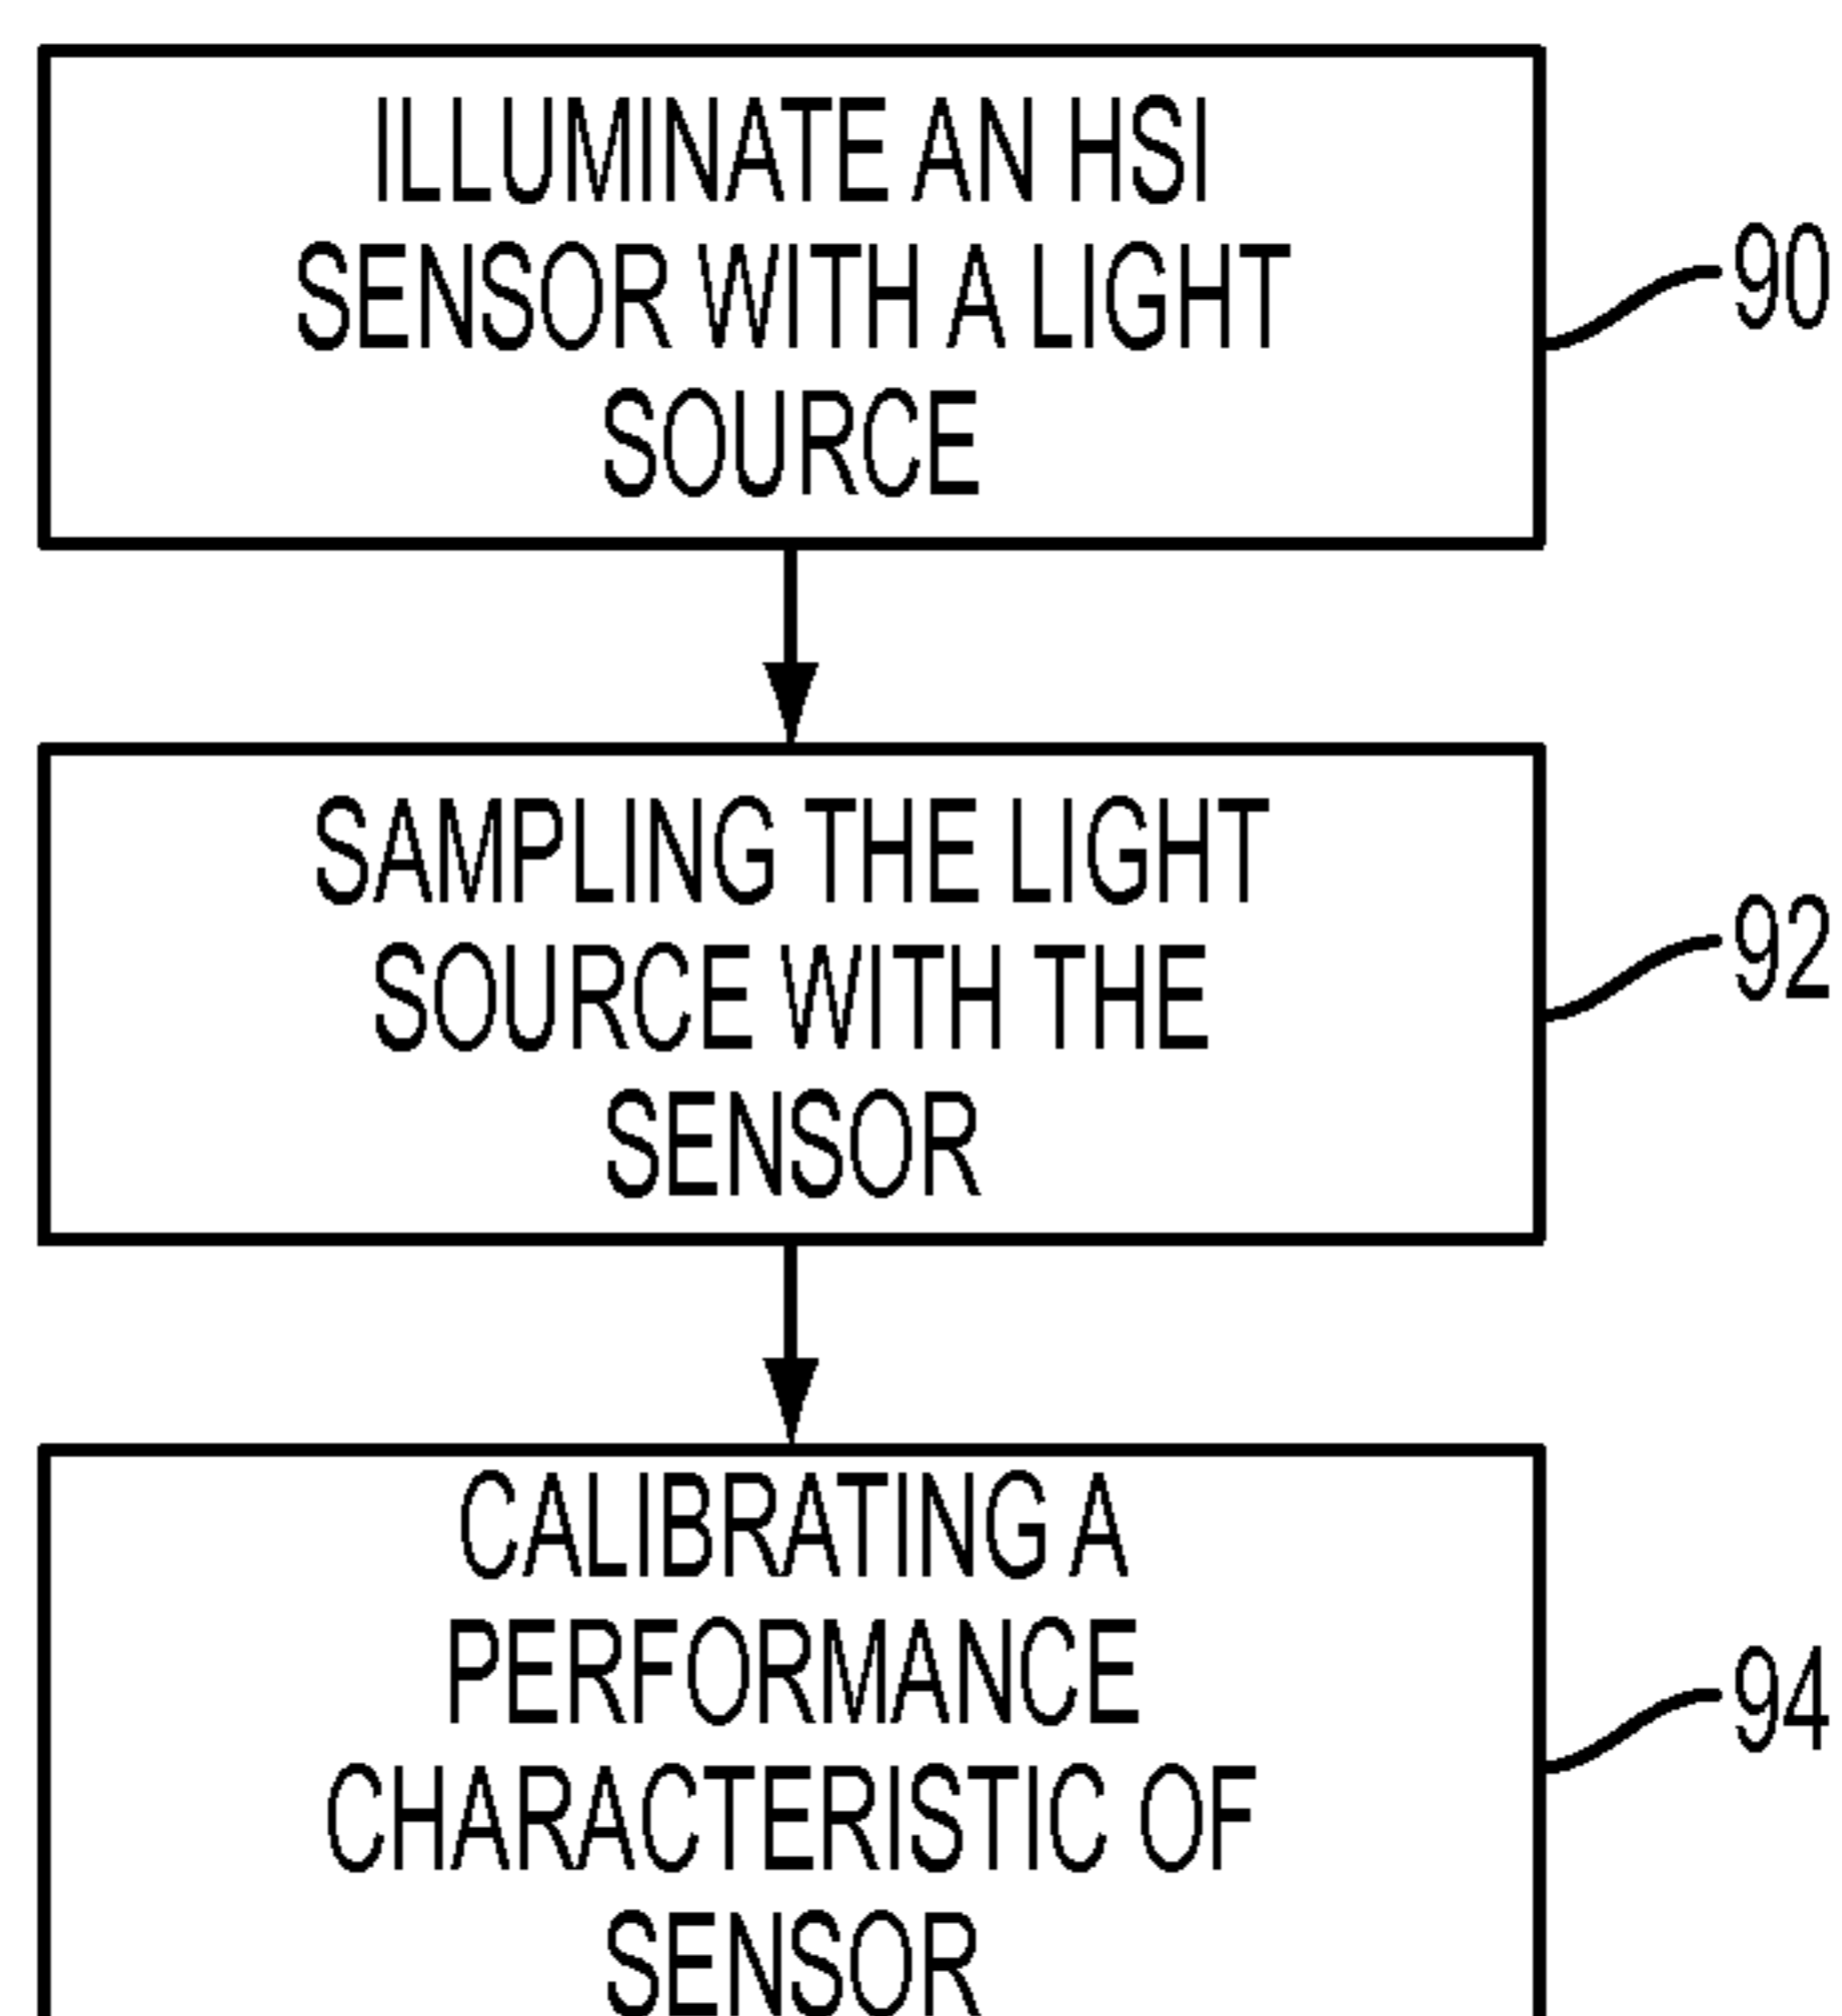 ILLUMINATE AN HSI
SENSOR WITH A LIGHT
SOURCE
90
SAMPLING THE LIGHT
SOURCE WITH THE
SENSOR
92
CALIBRATING A
PERFORMANCE
CHARACTERISTIC OF
SENSOR
94